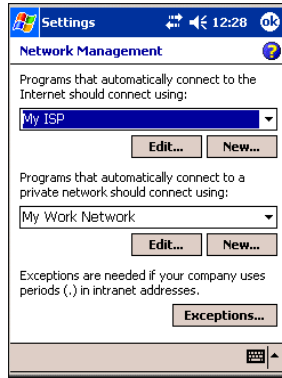 Settings 12:28 ok
Network Management ?
Programs that automatically connect to the
Internet should connect using:
My ISP
Edit... New...
Programs that automatically connect to a
private network should connect using:
My Work Network
Edit... New...
Exceptions are needed if your company uses
periods (.) in intranet addresses.
Exceptions...